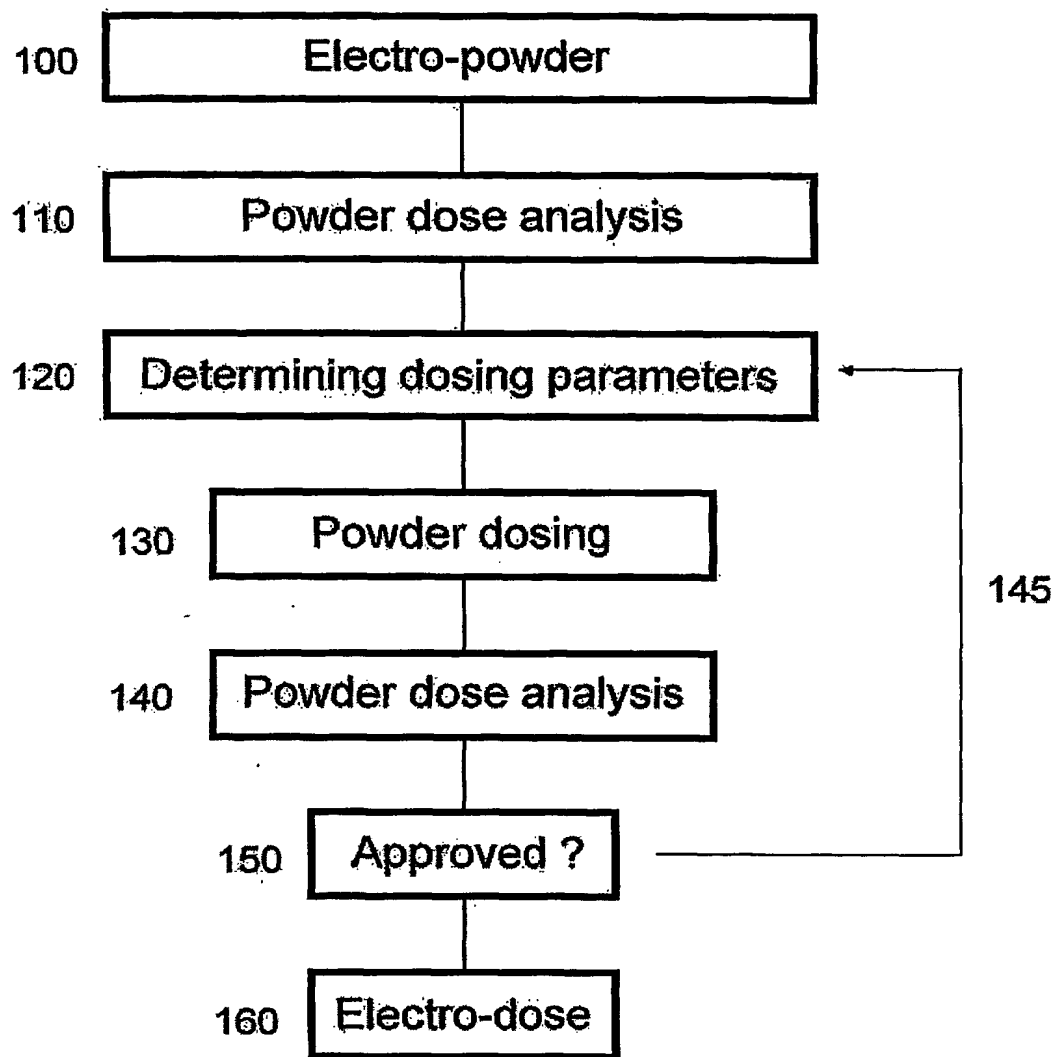 100 Electro-powder
110 Powder dose analysis
120 Determining dosing parameters
130 Powder dosing
145
140 Powder dose analysis
150 Approved ?
160 Electro-dose